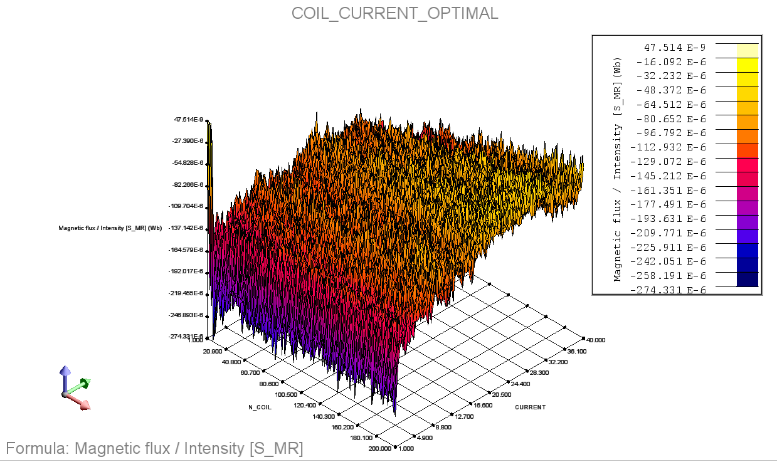 COIL_CURRENT_OPTIMAL
47.514 E-9
-16.092 E-6
-32.232 E-6
-48.372 E-6
-64.512 E-6
-80.652 E-6
-96.792 E-6
-112.932 E-6
-129.072 E-6
-145.212 E-6
-161.351 E-6
-177.491 E-6
-193.631 E-6
-209.771 E-6
-225.911 E-6
-242.051 E-6
-258.191 E-6
-274.331 E-6
Magnetic flux / Intensity [S_MR](Wb)
47.514E-9
-27.390E-6
-54.828E-6
-82.266E-6
-109.704E-6
-137.142E-6
-164.579E-6
-192.017E-6
-219.455E-6
-246.893E-6
-274.331E-6
Magnetic flux / Intensity [S_MR] (Wb)
1.000
20.900
40.800
60.700
80.600
100.500
120.400
140.300
160.200
180.100
200.000
N_COIL
1.000
4.900
8.800
12.700
16.600
20.500
24.400
28.300
32.200
36.100
40.000
CURRENT
Formula: Magnetic flux / Intensity [S_MR]